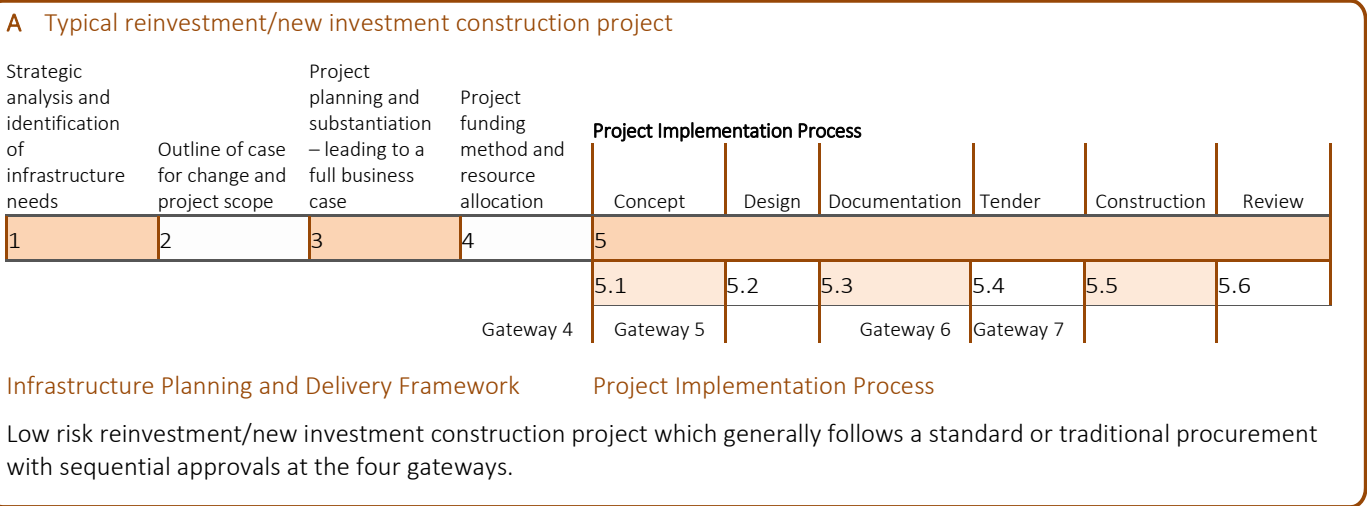 A Typical reinvestment/new investment construction project
Strategic
analysis and
identification
of
infrastructure
needs
Outline of case
for change and
project scope
Project
planning and
substantiation
– leading to a
full business
case
Project
funding
method and
resource
allocation
Project Implementation Process
Concept
Design
Documentation
Tender
Construction
Review
1
2
3
4
5
5.1
5.2
5.3
5.4
5.5
5.6
Gateway 4
Gateway 5
Gateway 6
Gateway 7
Infrastructure Planning and Delivery Framework
Project Implementation Process
Low risk reinvestment/new investment construction project which generally follows a standard or traditional procurement
with sequential approvals at the four gateways.